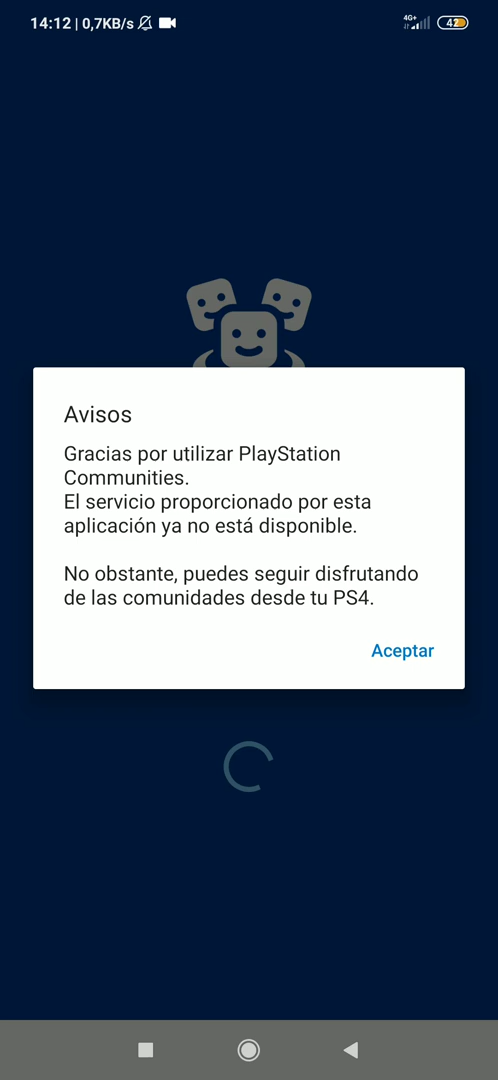 14:12 | 0,7KB/s 4G+ 42
Avisos
Gracias por utilizar PlayStation
Communities.
El servicio proporcionado por esta
aplicación ya no está disponible.
No obstante, puedes seguir disfrutando
de las comunidades desde tu PS4.
Aceptar